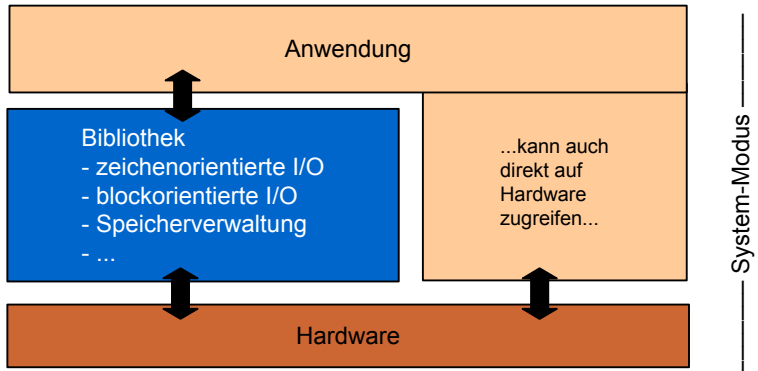 Anwendung
Bibliothek
- zeichenorientierte I/O
- blockorientierte I/O
- Speicherverwaltung
- ...
...kann auch
direkt auf
Hardware
zugreifen...
Hardware
System-Modus